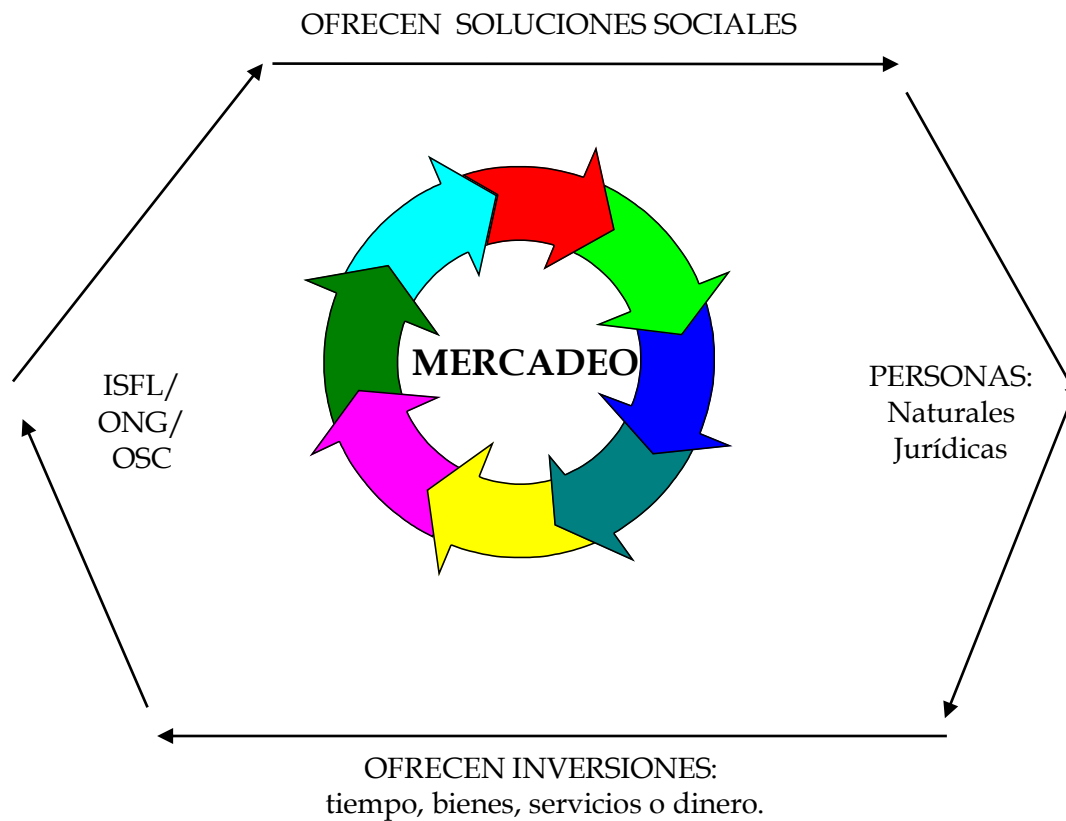 OFRECEN SOLUCIONES SOCIALES
MERCADEO
ISFL/
ONG/
OSC
PERSONAS:
Naturales
Jurídicas
OFRECEN INVERSIONES:
tiempo, bienes, servicios o dinero.